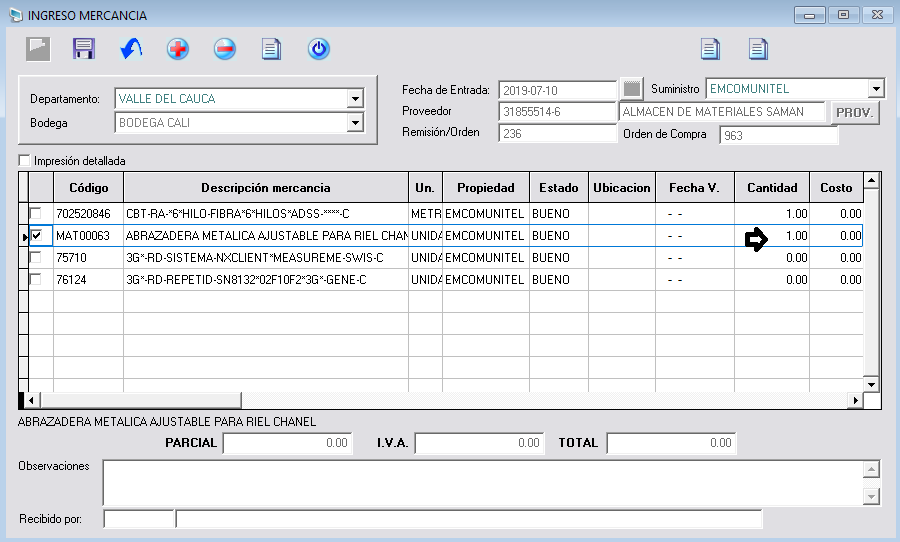 INGRESO MERCANCIA
Departamento: VALLE DEL CAUCA
Bodega BODEGA CALI
Fecha de Entrada: 2019-07-10 Suministro EMCOMUNITEL
Proveedor 31855514-6 ALMACEN DE MATERIALES SAMAN PROV.
Remisión/Orden 236 Orden de Compra 963
Impresión detallada
Código Descripción mercancia Un. Propiedad Estado Ubicacion Fecha V. Cantidad Costo
702520846 CBT-RA-*6*HILO-FIBRA*6*HILOS*ADSS-****-C METR EMCOMUNITEL BUENO - - 1.00 0.00
MAT00063 ABRAZADERA METALICA AJUSTABLE PARA RIEL CHAN UNIDA EMCOMUNITEL BUENO - - 1.00 0.00
75710 3G*-RD-SISTEMA-NXCLIENT*MEASUREME-SWIS-C UNIDA EMCOMUNITEL BUENO - - 0.00 0.00
76124 3G*-RD-REPETID-SN8132*02F10F2*3G*-GENE-C UNIDA EMCOMUNITEL BUENO - - 0.00 0.00
ABRAZADERA METALICA AJUSTABLE PARA RIEL CHANEL
PARCIAL 0.00 I.V.A. 0.00 TOTAL 0.00
Observaciones
Recibido por: